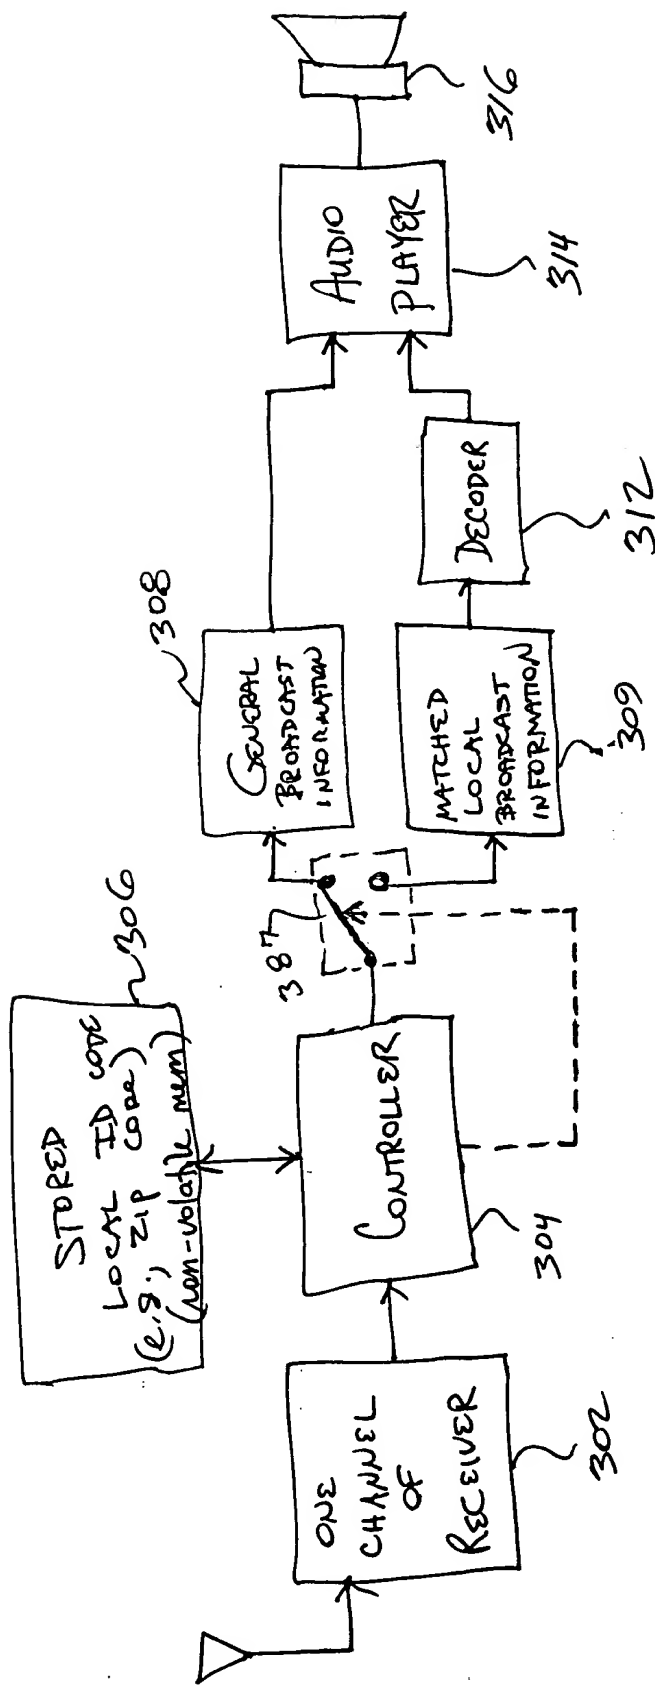 STORED
LOCAL ID CODE
(e.g., ZIP CODE)
(non-volatile mem)
306
ONE
CHANNEL
OF
RECEIVER
302
CONTROLLER
304
387
GENERAL
BROADCAST
INFORMATION
308
MATCHED
LOCAL
BROADCAST
INFORMATION
309
DECODER
312
AUDIO
PLAYER
314
316